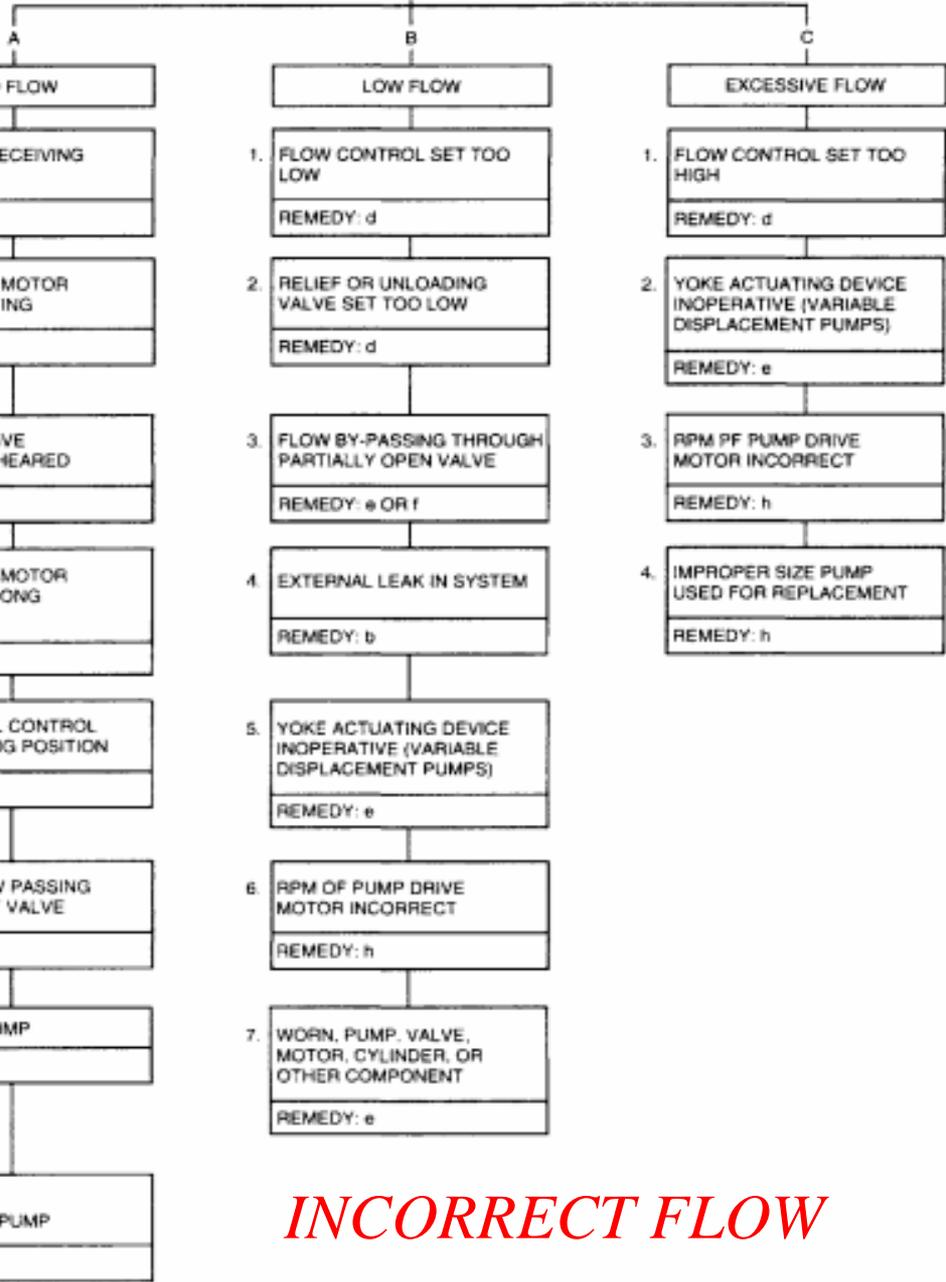 A
FLOW
ECEIVING
MOTOR
ING
VE
HEARED
MOTOR
ONG
CONTROL
G POSITION
PASSING
VALVE
MP
PUMP
B
LOW FLOW
1. FLOW CONTROL SET TOO
LOW
REMEDY: d
2. RELIEF OR UNLOADING
VALVE SET TOO LOW
REMEDY: d
3. FLOW BY-PASSING THROUGH
PARTIALLY OPEN VALVE
REMEDY: e OR f
4. EXTERNAL LEAK IN SYSTEM
REMEDY: b
5. YOKE ACTUATING DEVICE
INOPERATIVE (VARIABLE
DISPLACEMENT PUMPS)
REMEDY: e
6. RPM OF PUMP DRIVE
MOTOR INCORRECT
REMEDY: h
7. WORN, PUMP. VALVE,
MOTOR, CYLINDER, OR
OTHER COMPONENT
REMEDY: e
C
EXCESSIVE FLOW
1. FLOW CONTROL SET TOO
HIGH
REMEDY: d
2. YOKE ACTUATING DEVICE
INOPERATIVE (VARIABLE
DISPLACEMENT PUMPS)
REMEDY: e
3. RPM PF PUMP DRIVE
MOTOR INCORRECT
REMEDY: h
4. IMPROPER SIZE PUMP
USED FOR REPLACEMENT
REMEDY: h
INCORRECT FLOW